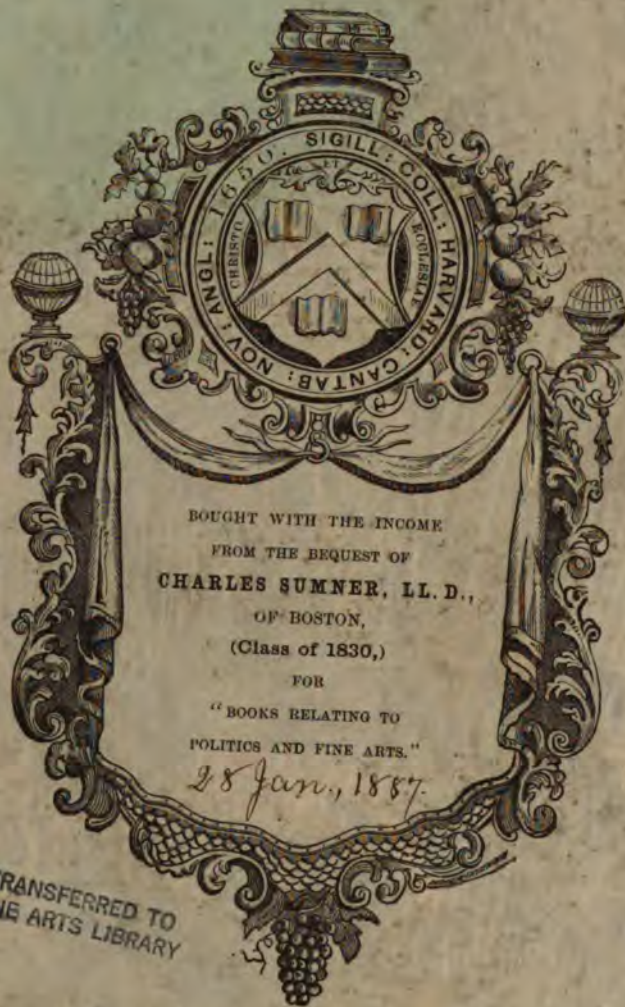 SIGILL: COLL: HARVARD: CANTAB: NOV: ANGL: 1650:
ET
CHRISTO
ECCLESIAE
BOUGHT WITH THE INCOME
FROM THE BEQUEST OF
CHARLES SUMNER, LL. D.,
OF BOSTON,
(Class of 1830,)
FOR
"BOOKS RELATING TO
POLITICS AND FINE ARTS."
28 Jan., 1887.
TRANSFERRED TO
FINE ARTS LIBRARY